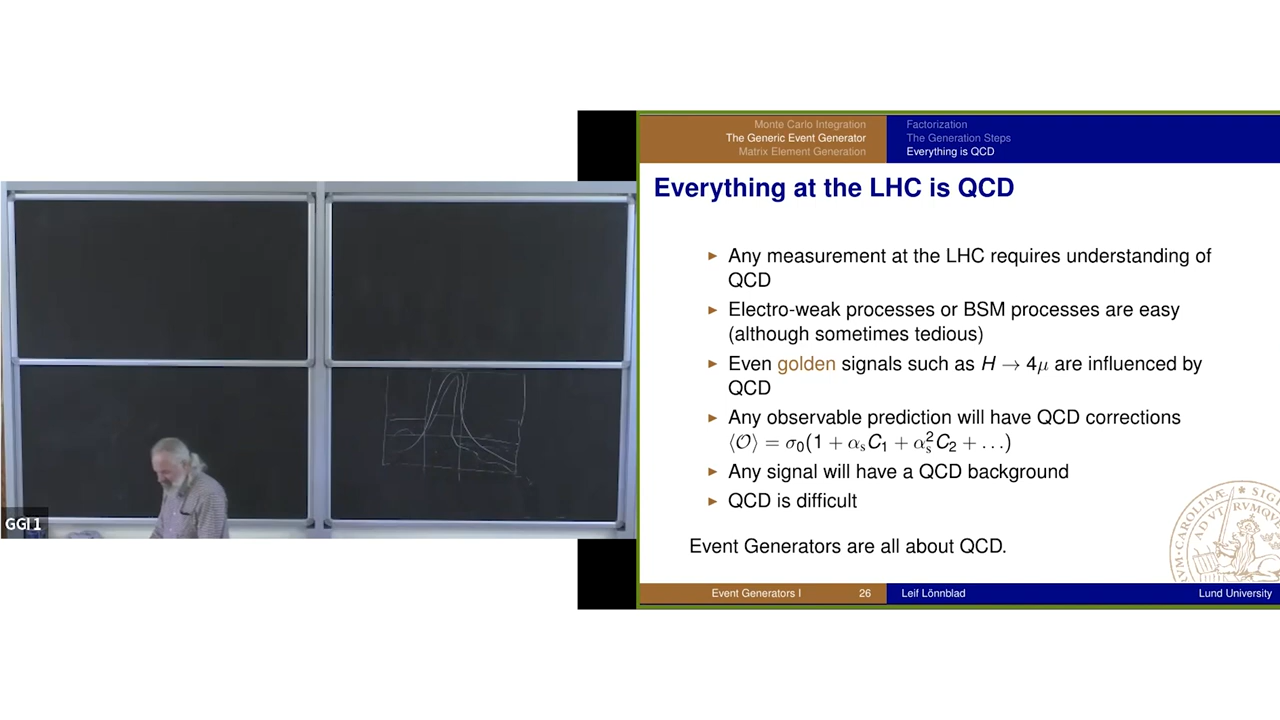 Monte Carlo Integration
The Generic Event Generator
Matrix Element Generation
Factorization
The Generation Steps
Everything is QCD
Everything at the LHC is QCD
▶ Any measurement at the LHC requires understanding of
QCD
▶ Electro-weak processes or BSM processes are easy
(although sometimes tedious)
▶ Even golden signals such as H → 4μ are influenced by
QCD
▶ Any observable prediction will have QCD corrections
⟨O⟩ = σ₀(1 + αₛC₁ + αₛ²C₂ + …)
▶ Any signal will have a QCD background
▶ QCD is difficult
Event Generators are all about QCD.
GGI 1
Event Generators I 26 Leif Lönnblad Lund University